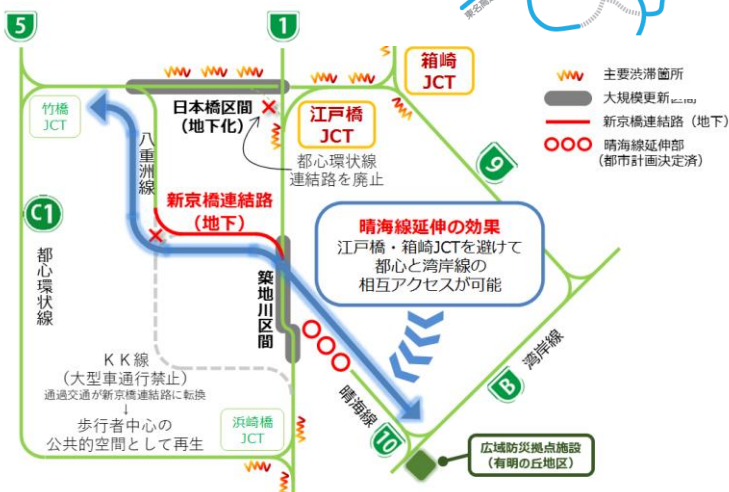 東名高速
5
1
箱崎
JCT
主要渋滞箇所
大規模更新
新京橋連結路（地下）
晴海線延伸部
（都市計画決定済）
竹橋
JCT
日本橋区間
（地下化）
江戸橋
JCT
都心環状線
連結路を廃止
八重洲線
9
新京橋連結路
（地下）
晴海線延伸の効果
江戸橋・箱崎JCTを避けて
都心と湾岸線の
相互アクセスが可能
C1
都心環状線
築地川区間
ＫＫ線
（大型車通行禁止）
通過交通が新京橋連結路に転換
↓
歩行者中心の
公共的空間として再生
浜崎橋
JCT
晴海線
10
湾岸線
B
広域防災拠点施設
（有明の丘地区）